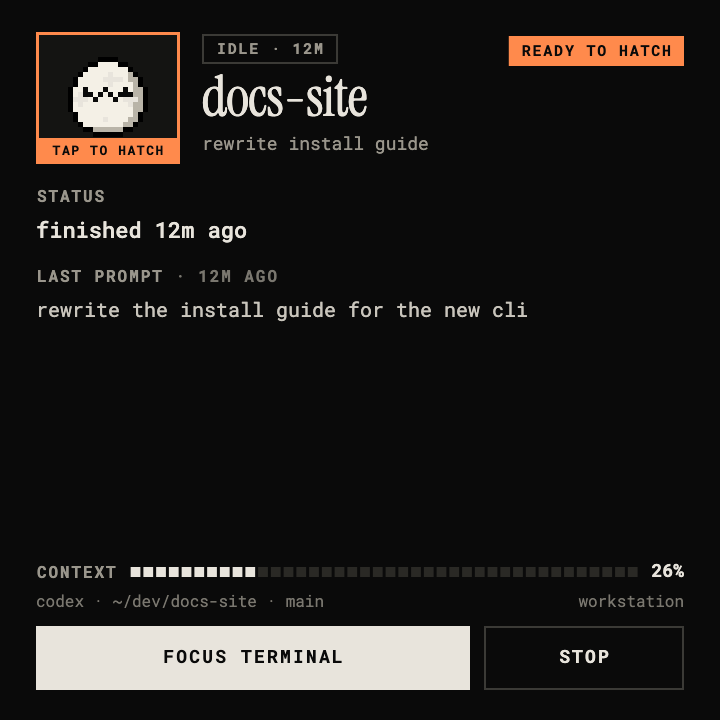 IDLE · 12M
READY TO HATCH
docs-site
rewrite install guide
TAP TO HATCH
STATUS
finished 12m ago
LAST PROMPT · 12M AGO
rewrite the install guide for the new cli
CONTEXT 26%
codex · ~/dev/docs-site · main
workstation
FOCUS TERMINAL
STOP